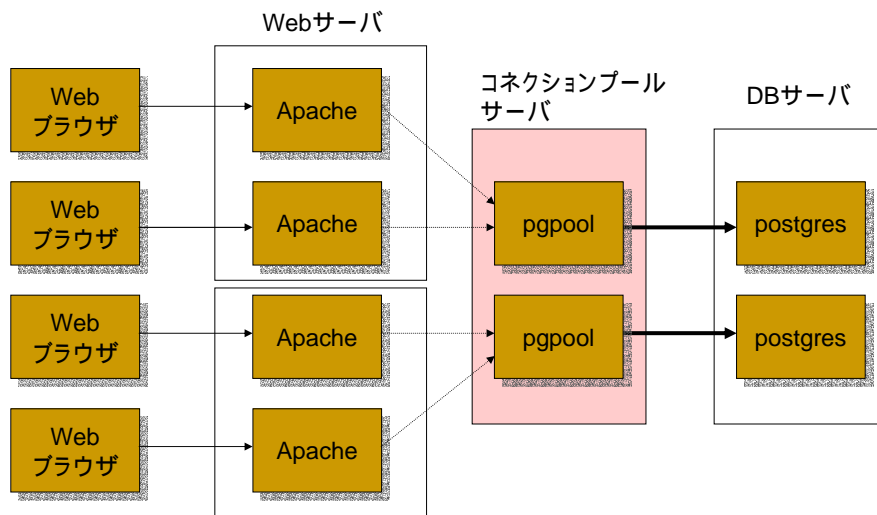 Webサーバ
コネクションプール
サーバ
DBサーバ
Web
ブラウザ
Apache
Web
ブラウザ
Apache
pgpool
postgres
Web
ブラウザ
Apache
pgpool
postgres
Web
ブラウザ
Apache